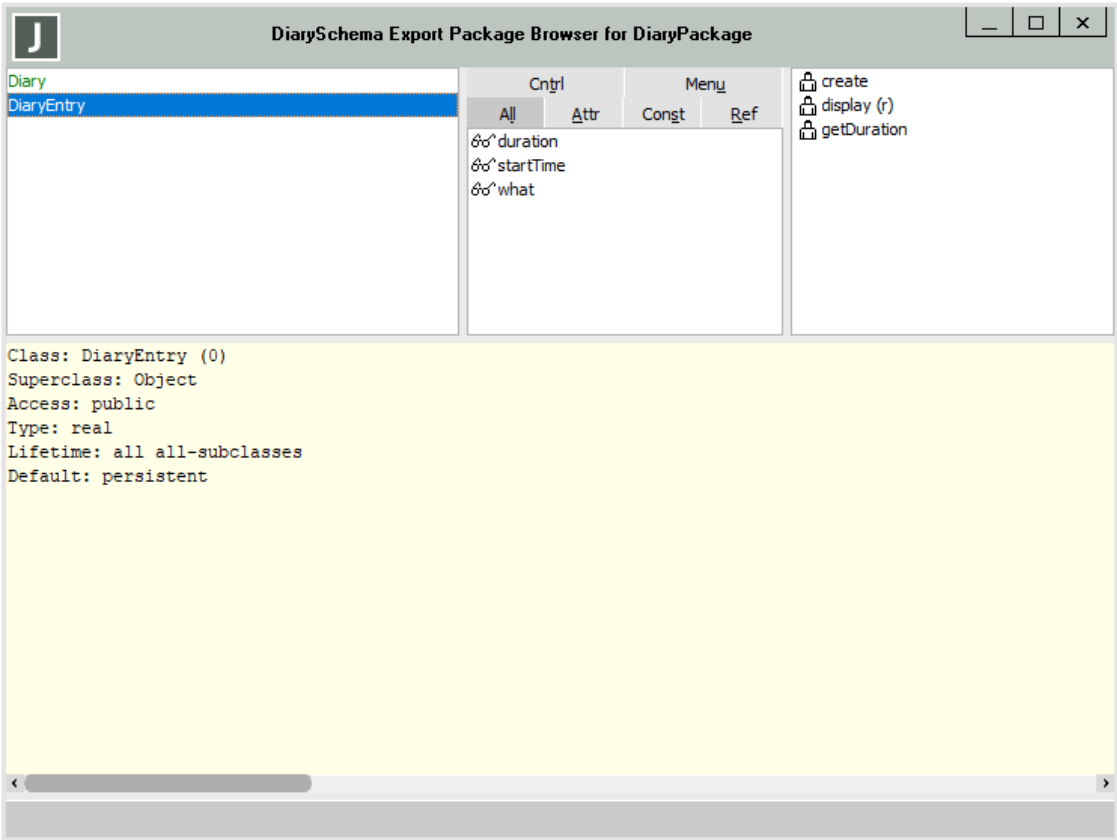 J
DiarySchema Export Package Browser for DiaryPackage
Diary
DiaryEntry
Cntrl Menu
All Attr Const Ref
duration
startTime
what
create
display (r)
getDuration
Class: DiaryEntry (0)
Superclass: Object
Access: public
Type: real
Lifetime: all all-subclasses
Default: persistent